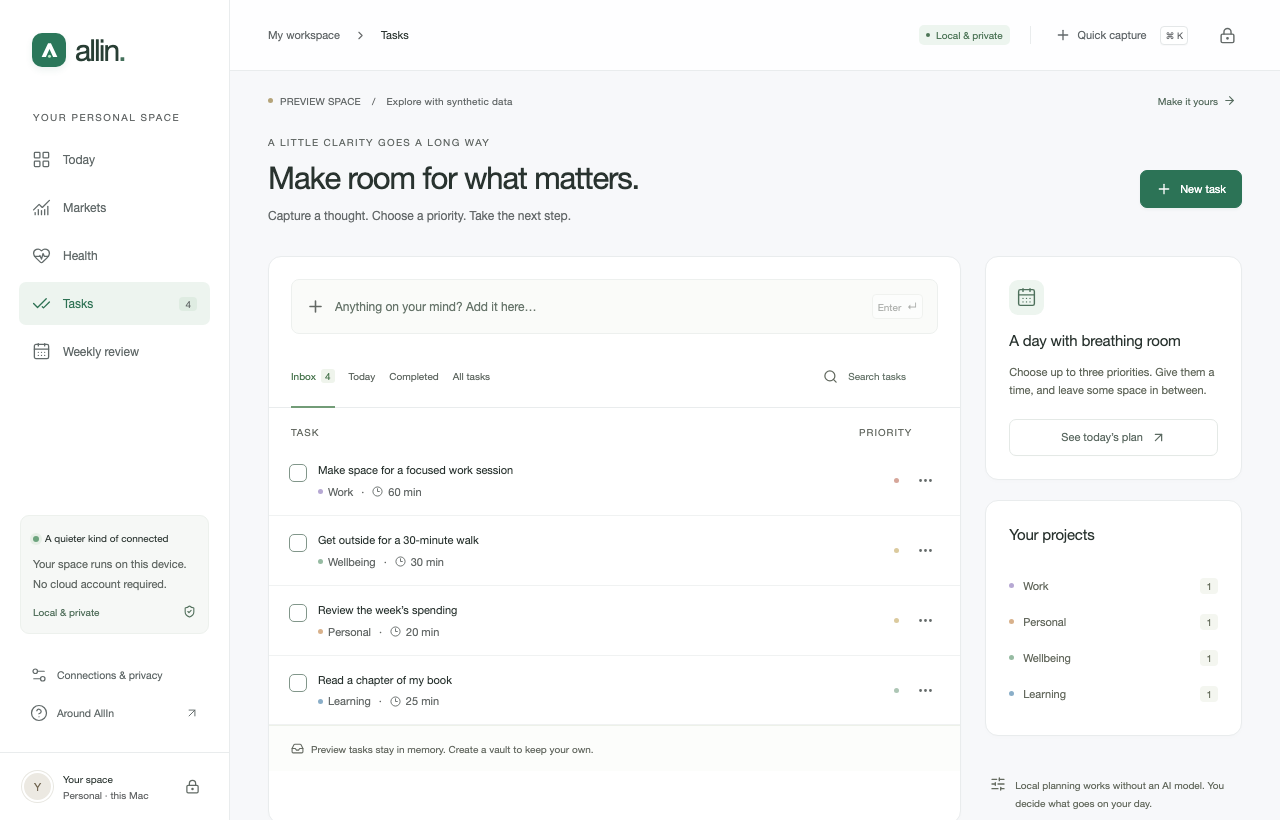 allin.
YOUR PERSONAL SPACE
Today
Markets
Health
Tasks 4
Weekly review
A quieter kind of connected
Your space runs on this device.
No cloud account required.
Local & private
Connections & privacy
Around AllIn
Y
Your space
Personal · this Mac
My workspace > Tasks
Local & private
Quick capture ⌘ K
PREVIEW SPACE / Explore with synthetic data
Make it yours →
A LITTLE CLARITY GOES A LONG WAY
Make room for what matters.
Capture a thought. Choose a priority. Take the next step.
+ New task
Anything on your mind? Add it here…
Enter ↵
Inbox 4 Today Completed All tasks
Search tasks
TASK PRIORITY
Make space for a focused work session
Work · 60 min
Get outside for a 30-minute walk
Wellbeing · 30 min
Review the week's spending
Personal · 20 min
Read a chapter of my book
Learning · 25 min
Preview tasks stay in memory. Create a vault to keep your own.
A day with breathing room
Choose up to three priorities. Give them a
time, and leave some space in between.
See today's plan
Your projects
Work 1
Personal 1
Wellbeing 1
Learning 1
Local planning works without an AI model. You
decide what goes on your day.